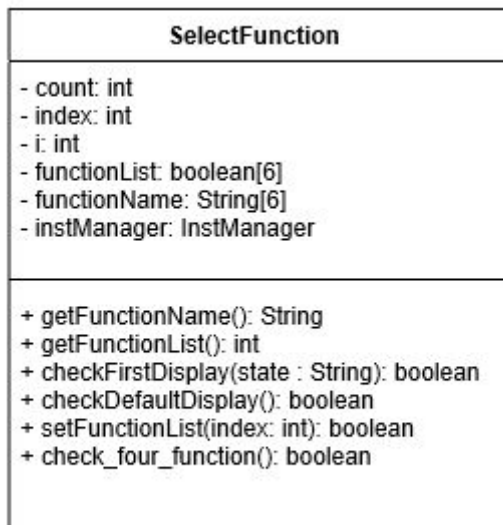 SelectFunction
- count: int
- index: int
- i: int
- functionList: boolean[6]
- functionName: String[6]
- instManager: InstManager
+ getFunctionName(): String
+ getFunctionList(): int
+ checkFirstDisplay(state : String): boolean
+ checkDefaultDisplay(): boolean
+ setFunctionList(index: int): boolean
+ check_four_function(): boolean